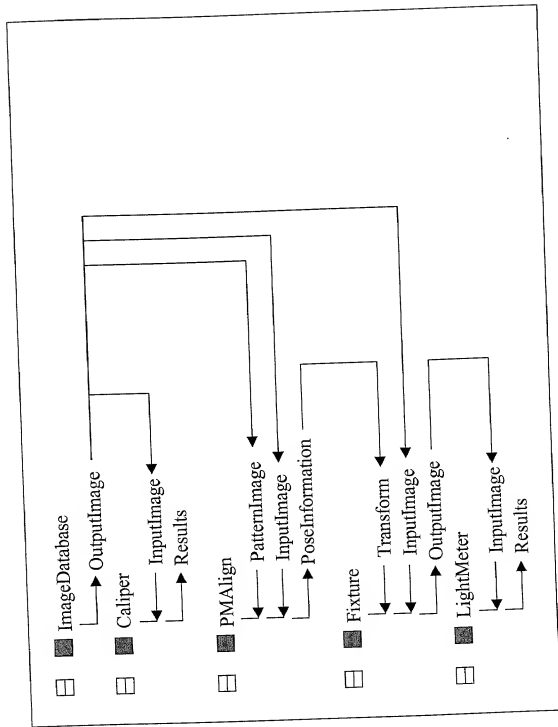 ImageDatabase
OutputImage
Caliper
InputImage
Results
PMAlign
PatternImage
InputImage
PoseInformation
Fixture
Transform
InputImage
OutputImage
LightMeter
InputImage
Results